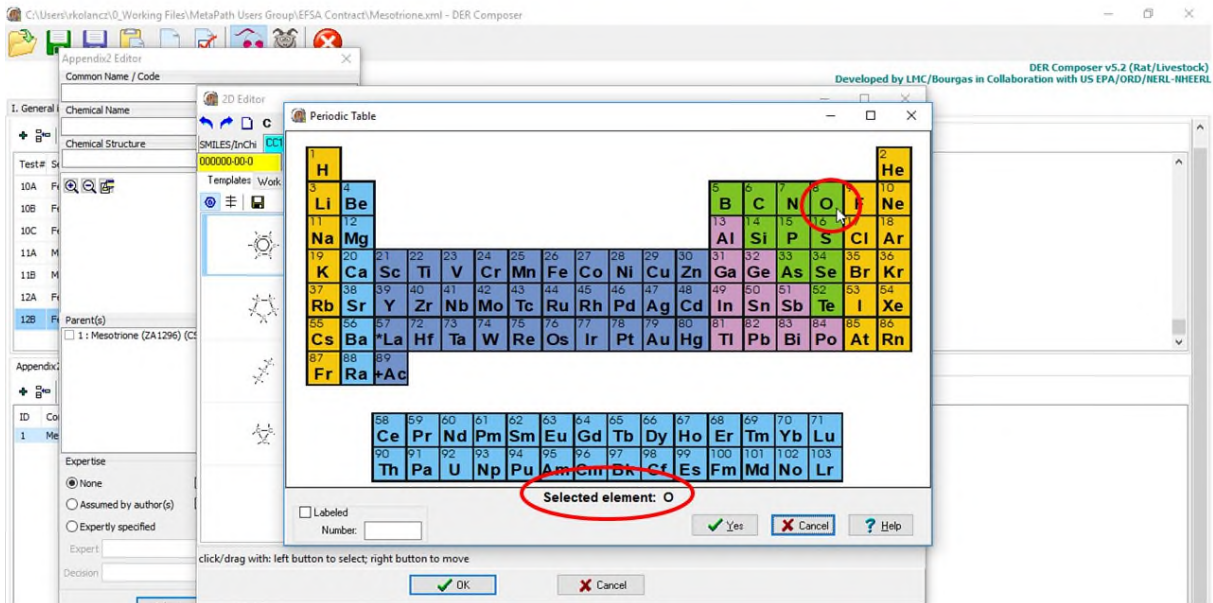 C:\Users\rkolancz\0_Working Files\MetaPath Users Group\EFSA Contract\Mesotrione.xml - DER Composer
DER Composer v5.2 (Rat/Livestock)
Developed by LMC/Bourgas in Collaboration with US EPA/ORD/NERL-NHEERL
Appendix2 Editor
Common Name / Code
Chemical Name
Chemical Structure
Parent(s)
1 : Mesotrione (ZA1296) (CS
Expertise
None
Assumed by author(s)
Expertly specified
Expert
Decision
I. General i
Test# S
10A Fe
10B Fe
10C Fe
11A M
11B M
12A Fe
12B Fe
Appendix2
ID Co
1 Me
2D Editor
C
SMILES/InChi CC1
000000-00-0
Templates Work
click/drag with: left button to select; right button to move
OK Cancel
Periodic Table
1 2
H He
3 4 5 6 7 8 9 10
Li Be B C N O F Ne
11 12 13 14 15 16 18
Na Mg Al Si P S Cl Ar
19 20 21 22 23 24 25 26 27 28 29 30 31 32 33 34 35 36
K Ca Sc Ti V Cr Mn Fe Co Ni Cu Zn Ga Ge As Se Br Kr
37 38 39 40 41 42 43 44 45 46 47 48 49 50 51 52 53 54
Rb Sr Y Zr Nb Mo Tc Ru Rh Pd Ag Cd In Sn Sb Te I Xe
55 56 57 72 73 74 75 76 77 78 79 80 81 82 83 84 85 86
Cs Ba *La Hf Ta W Re Os Ir Pt Au Hg Tl Pb Bi Po At Rn
87 88 89
Fr Ra +Ac
58 59 60 61 62 63 64 65 66 67 68 69 70 71
Ce Pr Nd Pm Sm Eu Gd Tb Dy Ho Er Tm Yb Lu
90 91 92 93 94 95 96 97 98 99 100 101 102 103
Th Pa U Np Pu Am Cm Bk Cf Es Fm Md No Lr
Selected element: O
Labeled
Number:
Yes Cancel Help